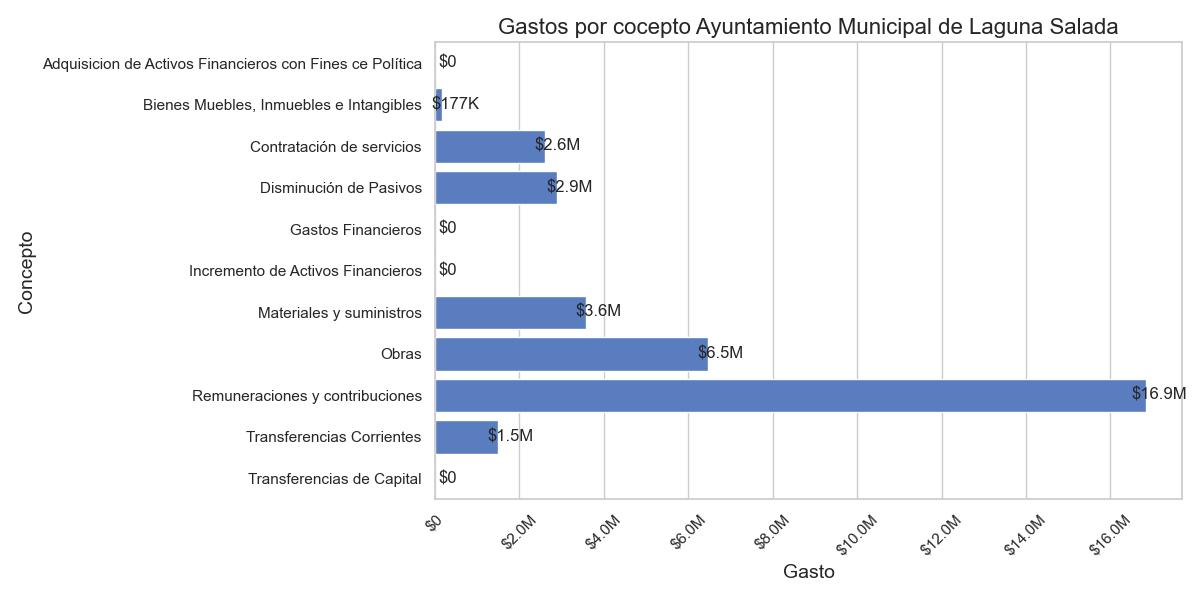 Gastos por cocepto Ayuntamiento Municipal de Laguna Salada
Concepto
Adquisicion de Activos Financieros con Fines ce Política $0
Bienes Muebles, Inmuebles e Intangibles $177K
Contratación de servicios $2.6M
Disminución de Pasivos $2.9M
Gastos Financieros $0
Incremento de Activos Financieros $0
Materiales y suministros $3.6M
Obras $6.5M
Remuneraciones y contribuciones $16.9M
Transferencias Corrientes $1.5M
Transferencias de Capital $0
$0 $2.0M $4.0M $6.0M $8.0M $10.0M $12.0M $14.0M $16.0M
Gasto